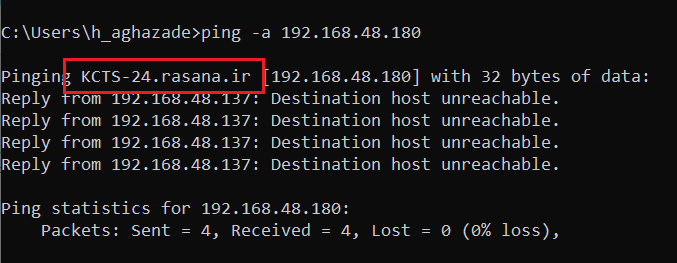 C:\Users\h_aghazade>ping -a 192.168.48.180
Pinging KCTS-24.rasana.ir [192.168.48.180] with 32 bytes of data:
Reply from 192.168.48.137: Destination host unreachable.
Reply from 192.168.48.137: Destination host unreachable.
Reply from 192.168.48.137: Destination host unreachable.
Reply from 192.168.48.137: Destination host unreachable.
Ping statistics for 192.168.48.180:
    Packets: Sent = 4, Received = 4, Lost = 0 (0% loss),